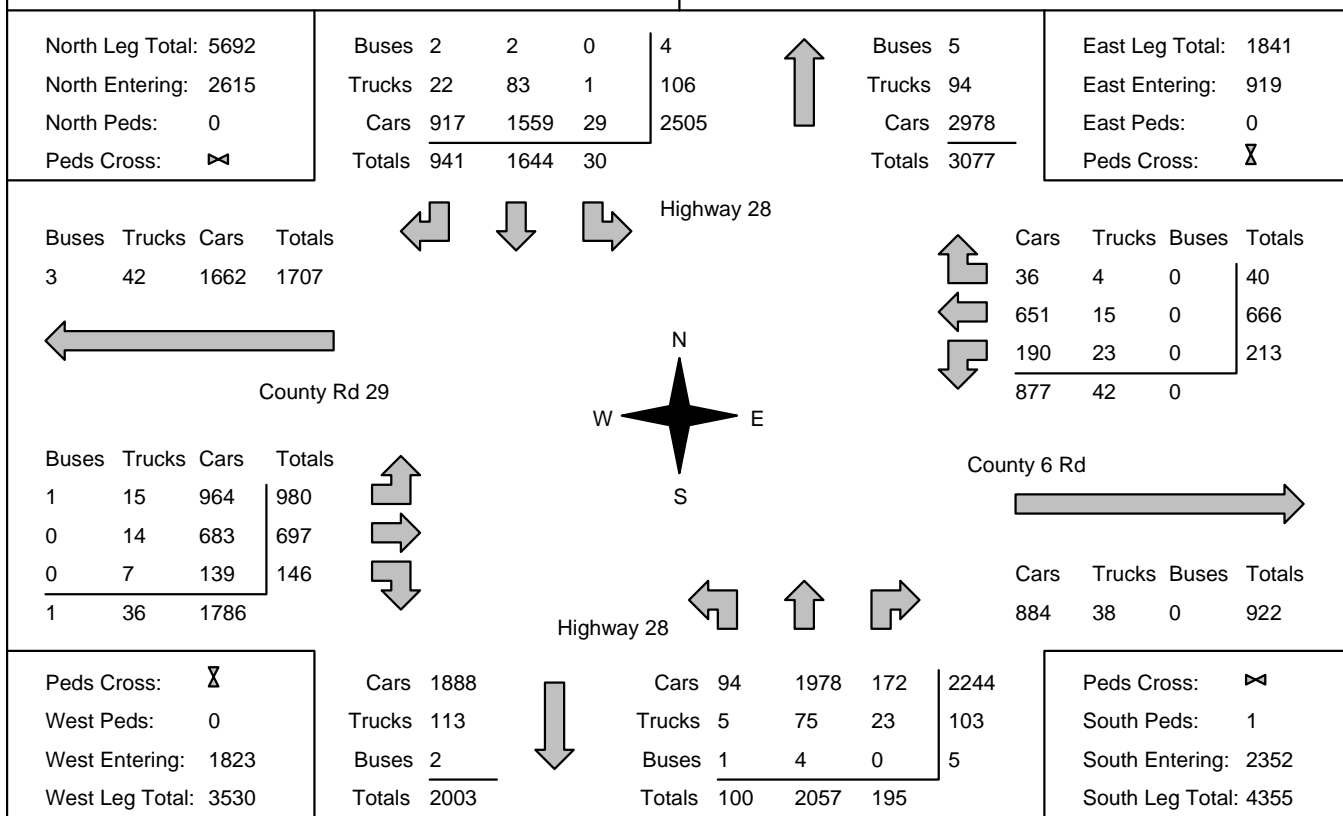 North Leg Total: 5692
North Entering: 2615
North Peds: 0
Peds Cross:
Buses 2 2 0 4
Trucks 22 83 1 106
Cars 917 1559 29 2505
Totals 941 1644 30
Buses 5
Trucks 94
Cars 2978
Totals 3077
East Leg Total: 1841
East Entering: 919
East Peds: 0
Peds Cross:
Highway 28
Buses Trucks Cars Totals
3 42 1662 1707
Cars Trucks Buses Totals
36 4 0 40
651 15 0 666
190 23 0 213
877 42 0
County Rd 29
N
W E
S
Buses Trucks Cars Totals
1 15 964 980
0 14 683 697
0 7 139 146
1 36 1786
County 6 Rd
Cars Trucks Buses Totals
884 38 0 922
Highway 28
Peds Cross:
West Peds: 0
West Entering: 1823
West Leg Total: 3530
Cars 1888
Trucks 113
Buses 2
Totals 2003
Cars 94 1978 172 2244
Trucks 5 75 23 103
Buses 1 4 0 5
Totals 100 2057 195
Peds Cross:
South Peds: 1
South Entering: 2352
South Leg Total: 4355